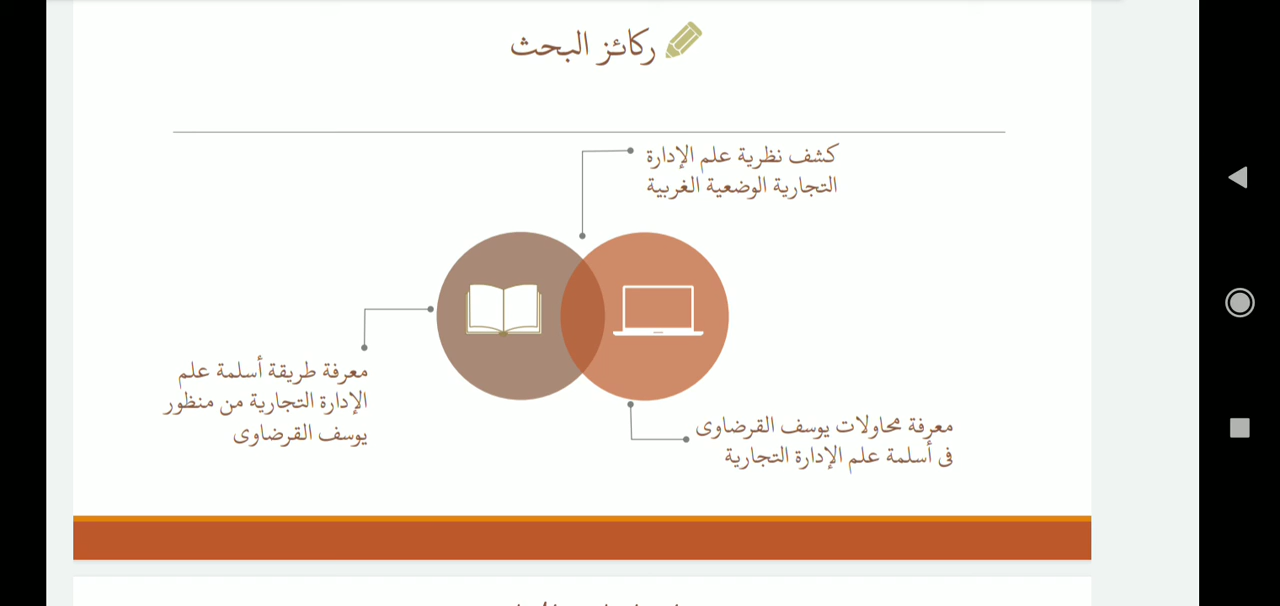 ركائز البحث
كشف نظرية علم الإدارة
التجارية الوضعية الغربية
معرفة طريقة أسلمة علم
الإدارة التجارية من منظور
يوسف القرضاوى
معرفة محاولات يوسف القرضاوى
فى أسلمة علم الإدارة التجارية